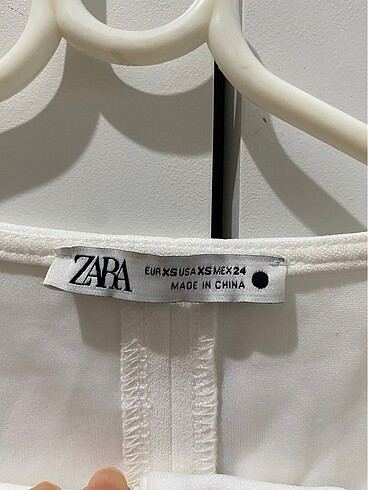 ZARA
EUR XS USA XS MEX 24
MADE IN CHINA